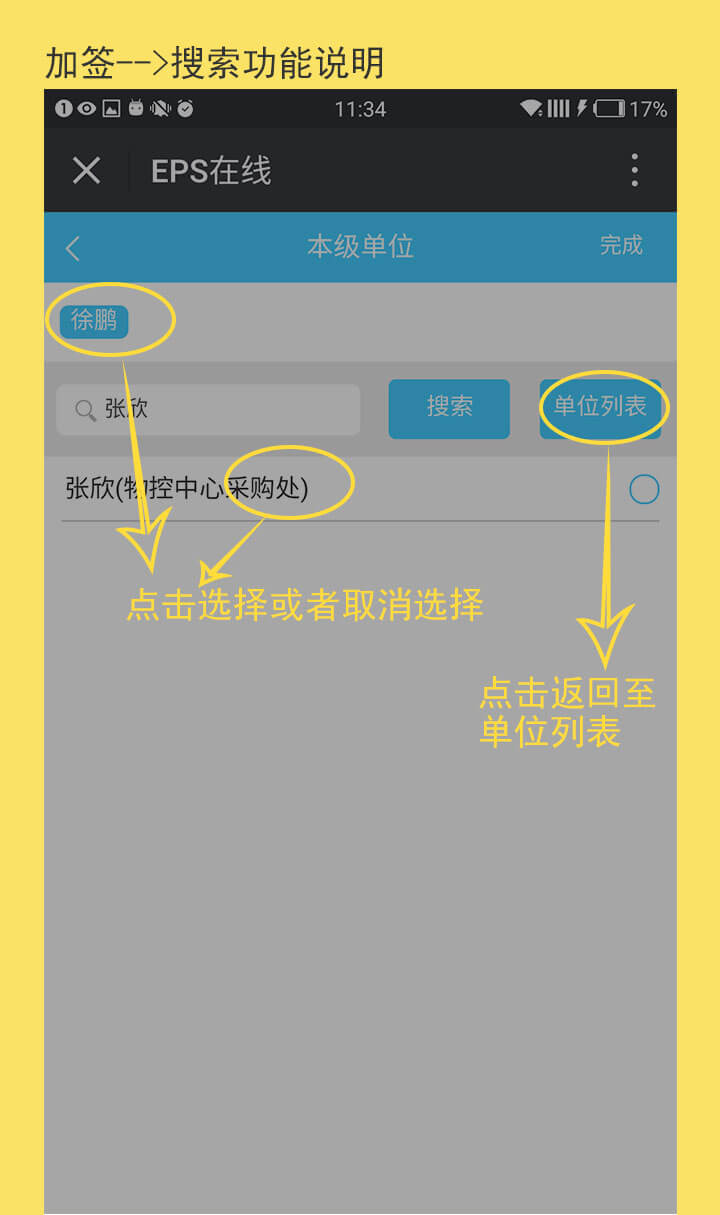 加签-->搜索功能说明
11:34 17%
EPS在线
本级单位 完成
徐鹏
张欣 搜索 单位列表
张欣(物控中心采购处)
点击选择或者取消选择
点击返回至
单位列表